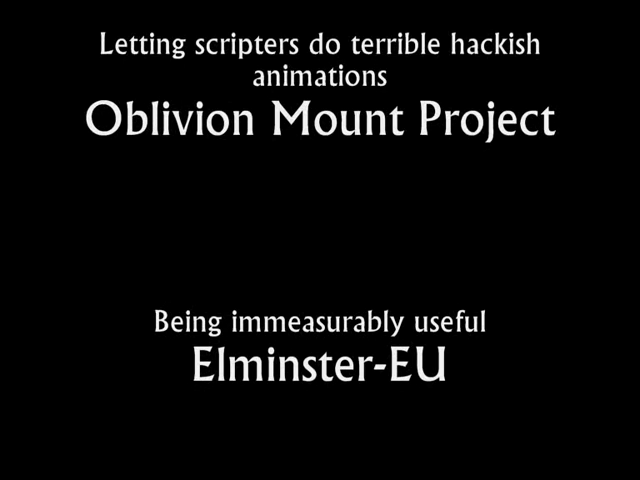 Letting scripters do terrible hackish
animations
Oblivion Mount Project
Being immeasurably useful
Elminster-EU